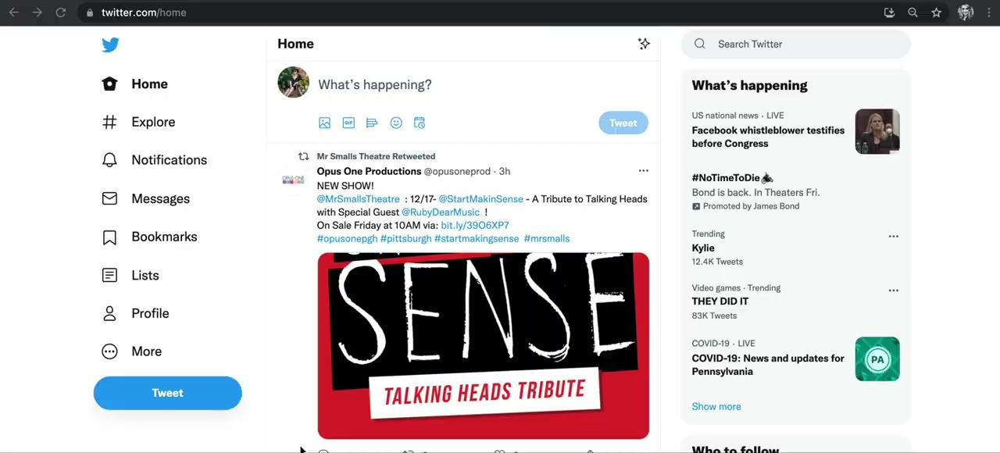 twitter.com/home
Home
Explore
Notifications
Messages
Bookmarks
Lists
Profile
More
Tweet
Home
What's happening?
GIF
Tweet
Mr Smalls Theatre Retweeted
Opus One Productions @opusoneprod · 3h
OPUS ONE
NEW SHOW!
@MrSmallsTheatre : 12/17- @StartMakinSense - A Tribute to Talking Heads
with Special Guest @RubyDearMusic !
On Sale Friday at 10AM via: bit.ly/39O6XP7
#opusonepgh #pittsburgh #startmakingsense #mrsmalls
SENSE
TALKING HEADS TRIBUTE
Search Twitter
What's happening
US national news · LIVE
Facebook whistleblower testifies
before Congress
#NoTimeToDie
Bond is back. In Theaters Fri.
Promoted by James Bond
Trending
Kylie
12.4K Tweets
Video games · Trending
THEY DID IT
83K Tweets
COVID-19 · LIVE
COVID-19: News and updates for
Pennsylvania
PA
Show more
Who to follow